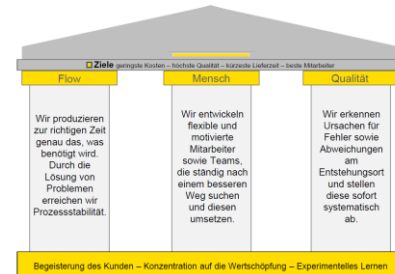 Ziele geringste Kosten – höchste Qualität – kürzeste Lieferzeit – beste Mitarbeiter
Flow
Wir produzieren
zur richtigen Zeit
genau das, was
benötigt wird.
Durch die
Lösung von
Problemen
erreichen wir
Prozessstabilität.
Mensch
Wir entwickeln
flexible und
motivierte
Mitarbeiter
sowie Teams,
die ständig nach
einem besseren
Weg suchen
und diesen
umsetzen.
Qualität
Wir erkennen
Ursachen für
Fehler sowie
Abweichungen
am
Entstehungsort
und stellen
diese sofort
systematisch
ab.
Begeisterung des Kunden – Konzentration auf die Wertschöpfung – Experimentelles Lernen